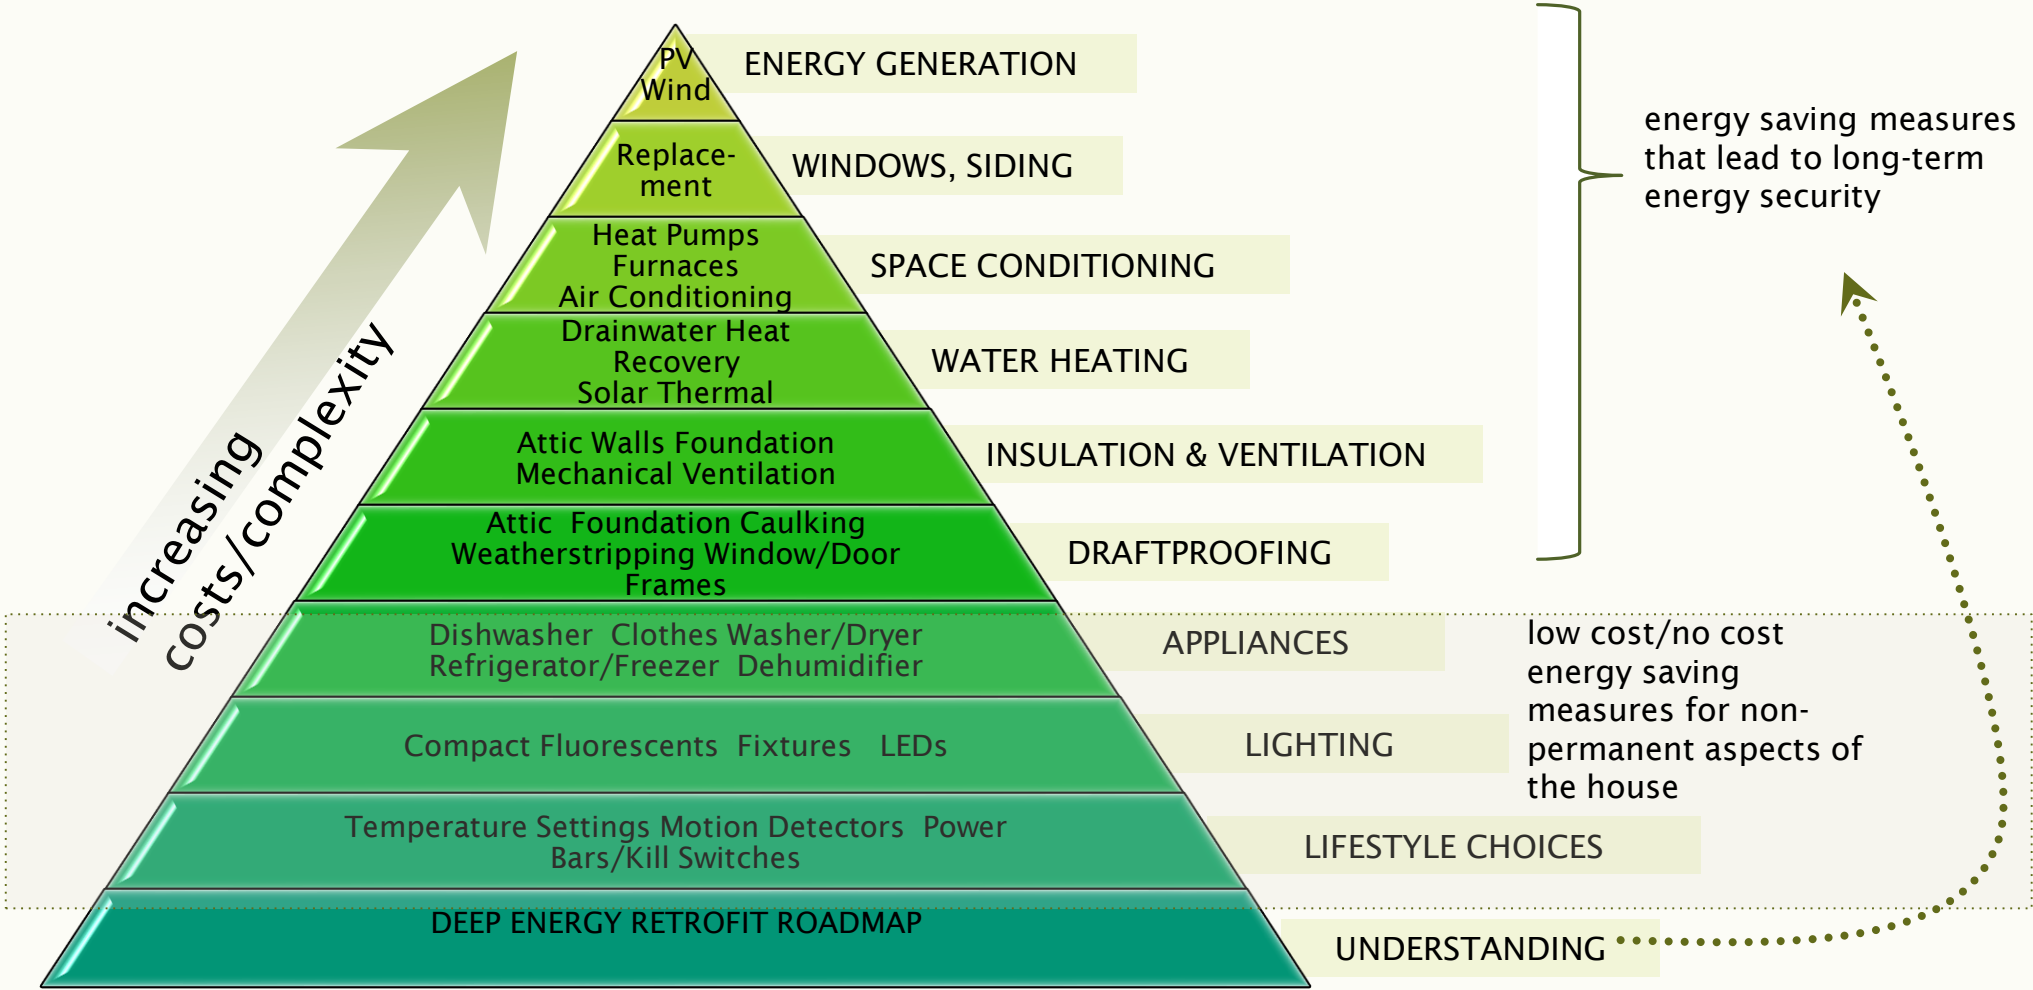 PV
Wind
ENERGY GENERATION
Replace-
ment
WINDOWS, SIDING
energy saving measures
that lead to long-term
energy security
Heat Pumps
Furnaces
Air Conditioning
SPACE CONDITIONING
Drainwater Heat
Recovery
Solar Thermal
WATER HEATING
increasing
costs/complexity
Attic Walls Foundation
Mechanical Ventilation
INSULATION & VENTILATION
Attic  Foundation Caulking
Weatherstripping Window/Door
Frames
DRAFTPROOFING
Dishwasher  Clothes Washer/Dryer
Refrigerator/Freezer  Dehumidifier
APPLIANCES
low cost/no cost
energy saving
measures for non-
permanent aspects of
the house
Compact Fluorescents  Fixtures   LEDs
LIGHTING
Temperature Settings Motion Detectors  Power
Bars/Kill Switches
LIFESTYLE CHOICES
DEEP ENERGY RETROFIT ROADMAP
UNDERSTANDING